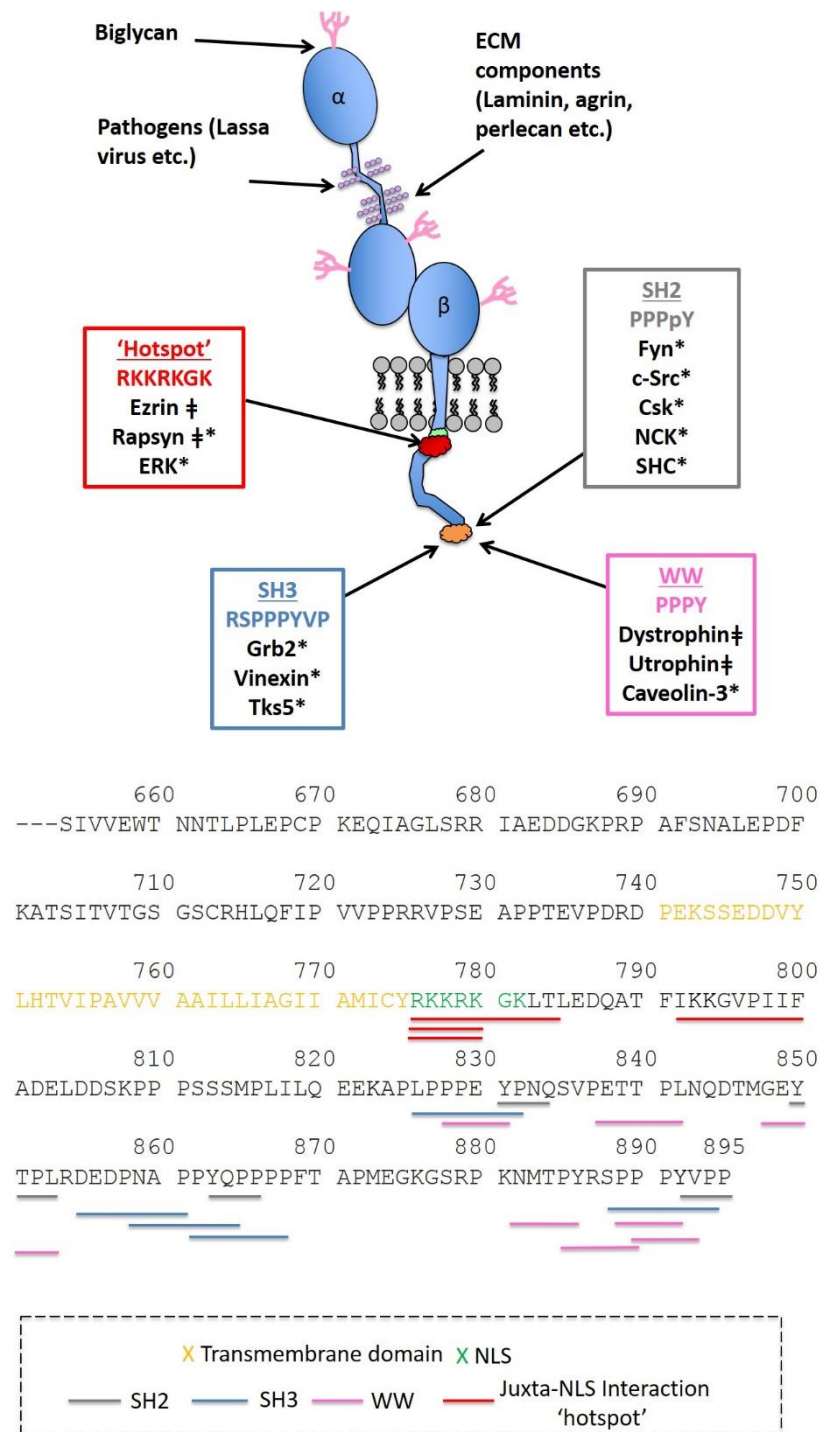 Biglycan
ECM
components
(Laminin, agrin,
perlecan etc.)
α
Pathogens (Lassa
virus etc.)
β
'Hotspot'
RKKRKGK
Ezrin ǂ
Rapsyn ǂ*
ERK*
SH2
PPPpY
Fyn*
c-Src*
Csk*
NCK*
SHC*
SH3
RSPPPYVP
Grb2*
Vinexin*
Tks5*
WW
PPPY
Dystrophinǂ
Utrophinǂ
Caveolin-3*
660 670 680 690 700
---SIVVEWT NNTLPLEPCP KEQIAGLSRR IAEDDGKPRP AFSNALEPDF
710 720 730 740 750
KATSITVTGS GSCRHLQFIP VVPPRRVPSE APPTEVPDRD PEKSSEDDVY
760 770 780 790 800
LHTVIPAVVV AAILLIAGII AMICYRKKRK GKLTLEDQAT FIKKGVPIIF
810 820 830 840 850
ADELDDSKPP PSSSMPLILQ EEKAPLPPPE YPNQSVPETT PLNQDTMGEY
860 870 880 890 895
TPLRDEDPNA PPYQPPPPFT APMEGKGSRP KNMTPYRSPP PYVPP
X Transmembrane domain X NLS
SH2 SH3 WW Juxta-NLS Interaction
'hotspot'